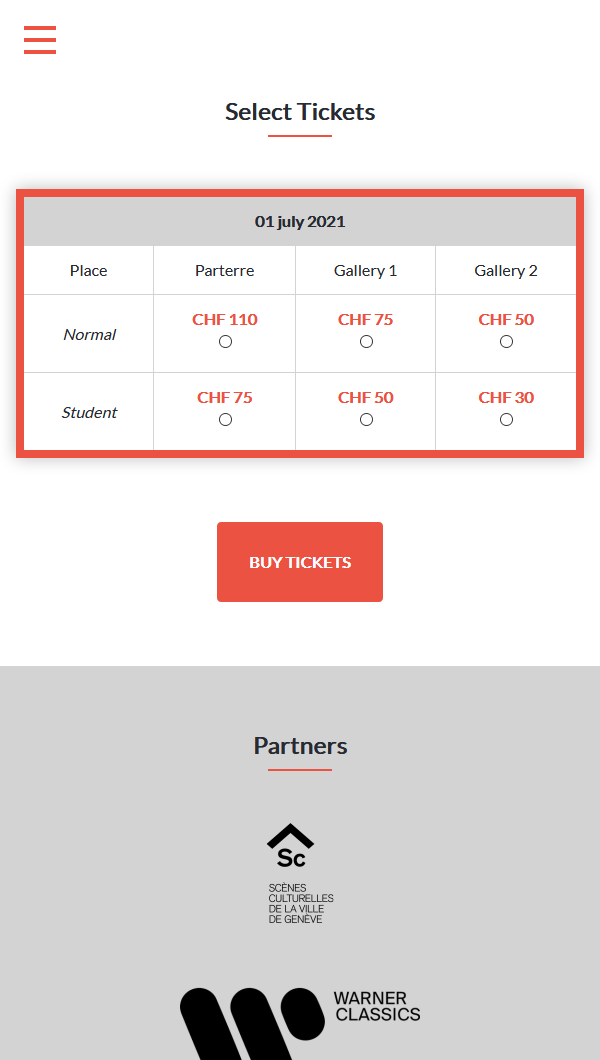 Select Tickets
01 july 2021
Place Parterre Gallery 1 Gallery 2
Normal CHF 110 CHF 75 CHF 50
Student CHF 75 CHF 50 CHF 30
BUY TICKETS
Partners
Sc
SCÈNES
CULTURELLES
DE LA VILLE
DE GENÈVE
WARNER
CLASSICS